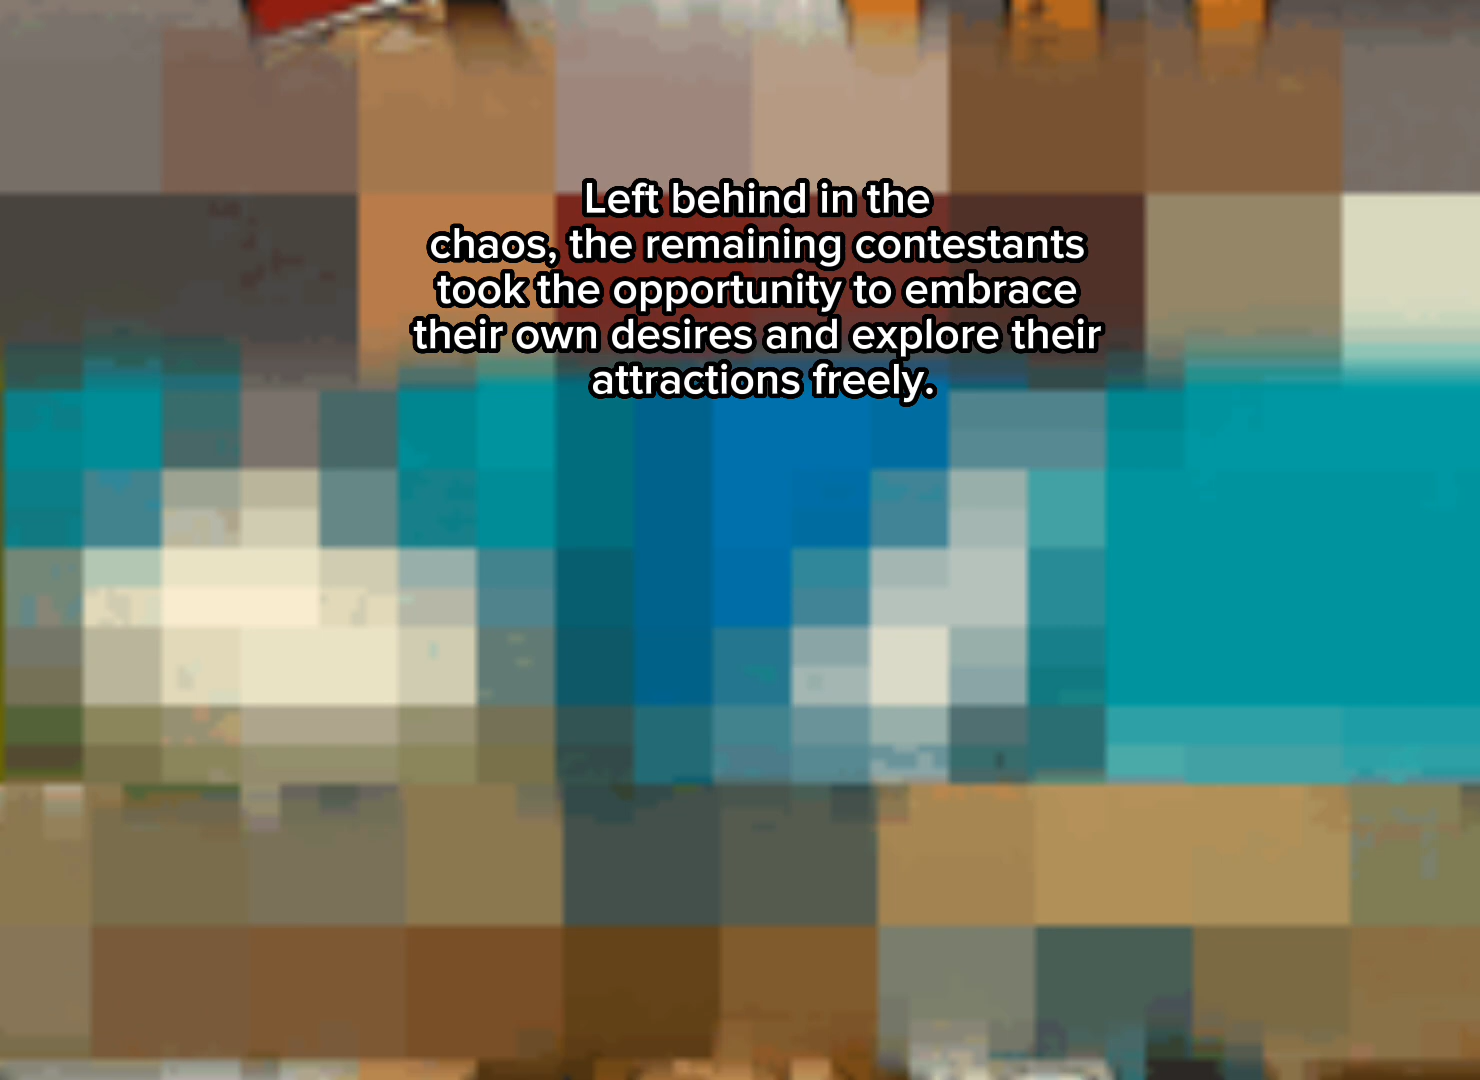 Left behind in the
chaos, the remaining contestants
took the opportunity to embrace
their own desires and explore their
attractions freely.